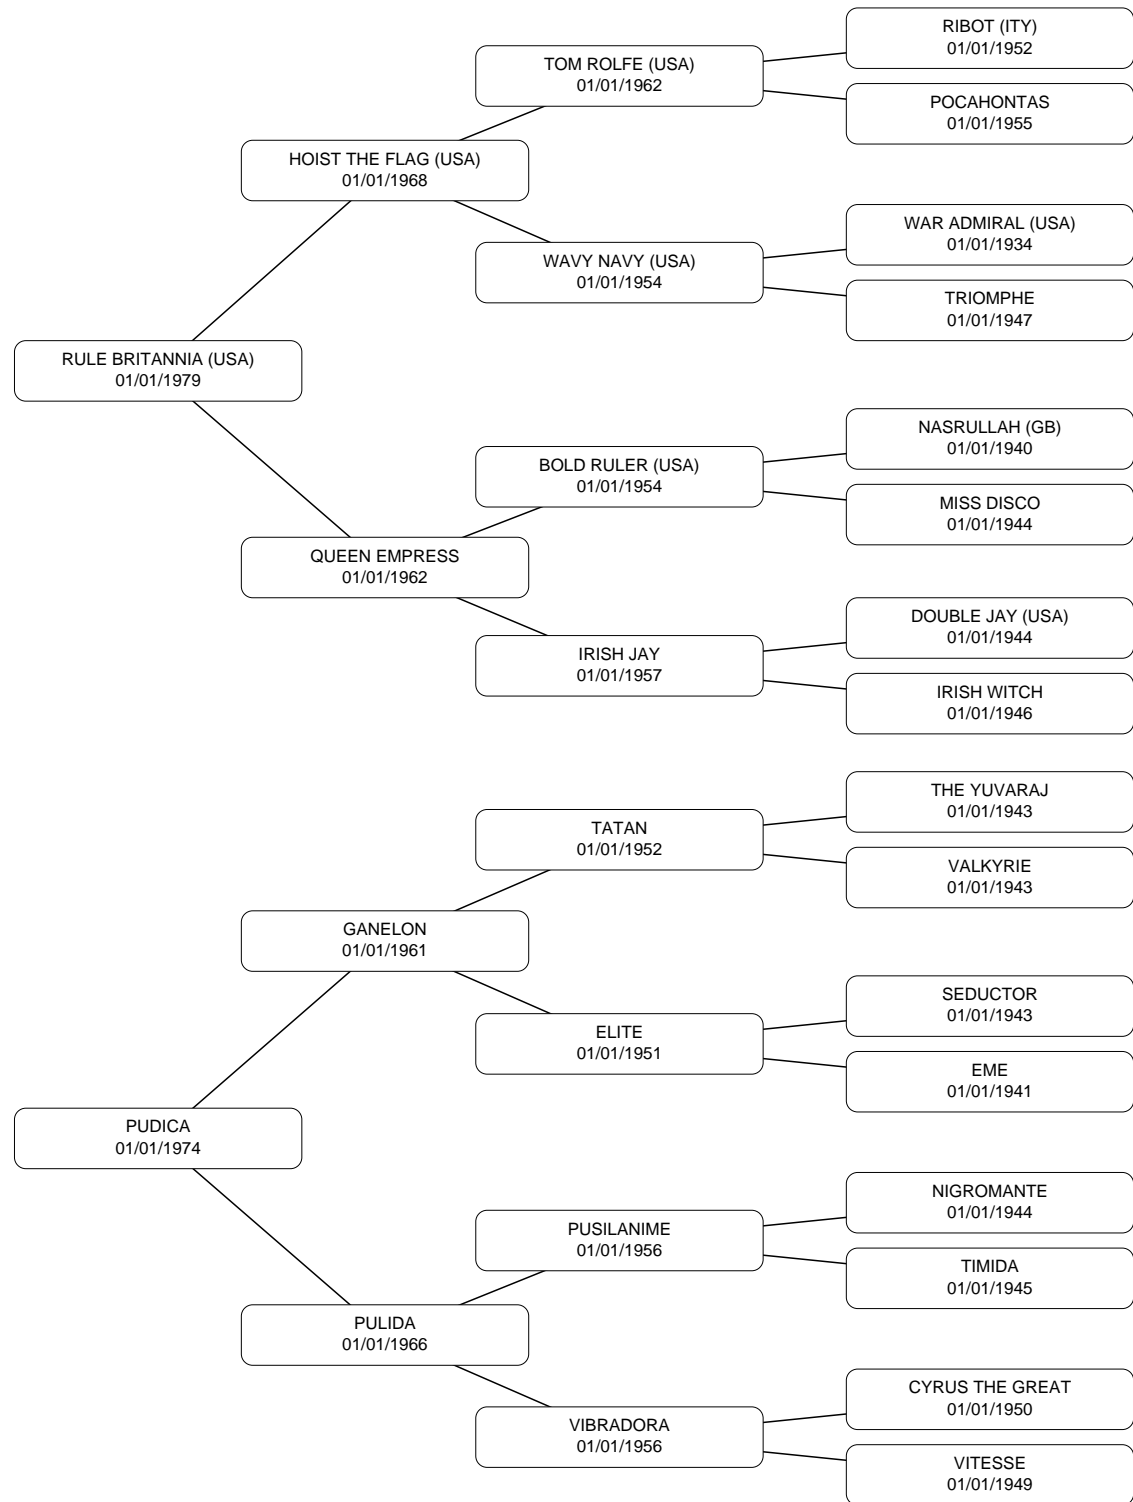 RIBOT (ITY)
01/01/1952
TOM ROLFE (USA)
01/01/1962
POCAHONTAS
01/01/1955
HOIST THE FLAG (USA)
01/01/1968
WAR ADMIRAL (USA)
01/01/1934
WAVY NAVY (USA)
01/01/1954
TRIOMPHE
01/01/1947
RULE BRITANNIA (USA)
01/01/1979
NASRULLAH (GB)
01/01/1940
BOLD RULER (USA)
01/01/1954
MISS DISCO
01/01/1944
QUEEN EMPRESS
01/01/1962
DOUBLE JAY (USA)
01/01/1944
IRISH JAY
01/01/1957
IRISH WITCH
01/01/1946
THE YUVARAJ
01/01/1943
TATAN
01/01/1952
VALKYRIE
01/01/1943
GANELON
01/01/1961
SEDUCTOR
01/01/1943
ELITE
01/01/1951
EME
01/01/1941
PUDICA
01/01/1974
NIGROMANTE
01/01/1944
PUSILANIME
01/01/1956
TIMIDA
01/01/1945
PULIDA
01/01/1966
CYRUS THE GREAT
01/01/1950
VIBRADORA
01/01/1956
VITESSE
01/01/1949